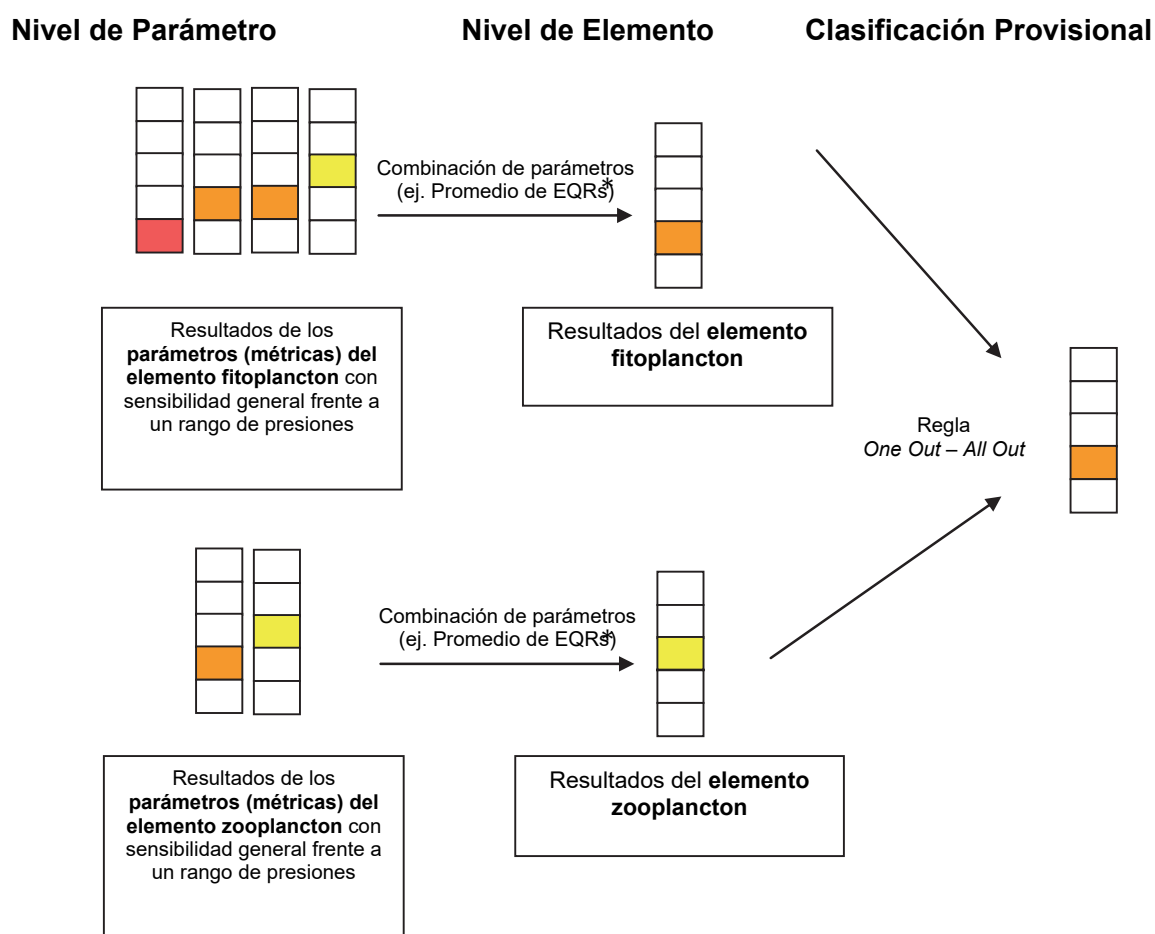 Nivel de Parámetro
Nivel de Elemento
Clasificación Provisional
Combinación de parámetros
(ej. Promedio de EQRs*)
Resultados de los
parámetros (métricas) del
elemento fitoplancton con
sensibilidad general frente a
un rango de presiones
Resultados del elemento
fitoplancton
Regla
One Out – All Out
Combinación de parámetros
(ej. Promedio de EQRs*)
Resultados de los
parámetros (métricas) del
elemento zooplancton con
sensibilidad general frente a
un rango de presiones
Resultados del elemento
zooplancton